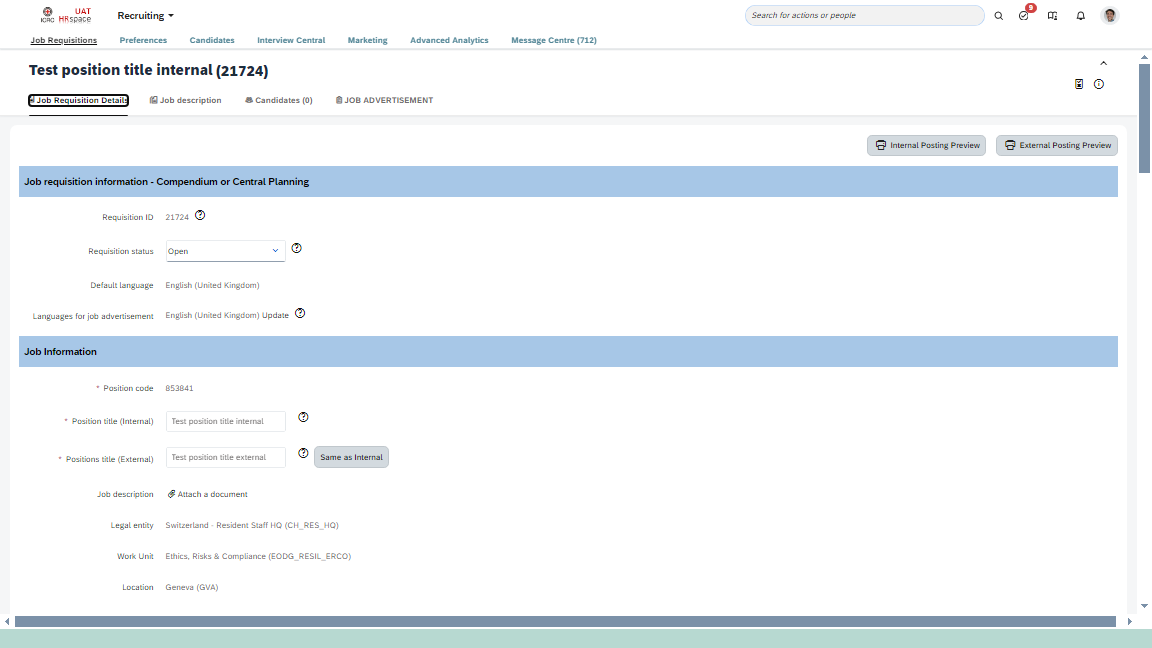 ICRC UAT HRspace Recruiting Search for actions or people 9
Job Requisitions Preferences Candidates Interview Central Marketing Advanced Analytics Message Centre (712)
Test position title internal (21724)
Job Requisition Details Job description Candidates (0) JOB ADVERTISEMENT
Internal Posting Preview External Posting Preview
Job requisition information - Compendium or Central Planning
Requisition ID 21724
Requisition status Open
Default language English (United Kingdom)
Languages for job advertisement English (United Kingdom) Update
Job Information
* Position code 853841
* Position title (Internal) Test position title internal
* Positions title (External) Test position title external Same as Internal
Job description Attach a document
Legal entity Switzerland - Resident Staff HQ (CH_RES_HQ)
Work Unit Ethics, Risks & Compliance (EODG_RESIL_ERCO)
Location Geneva (GVA)